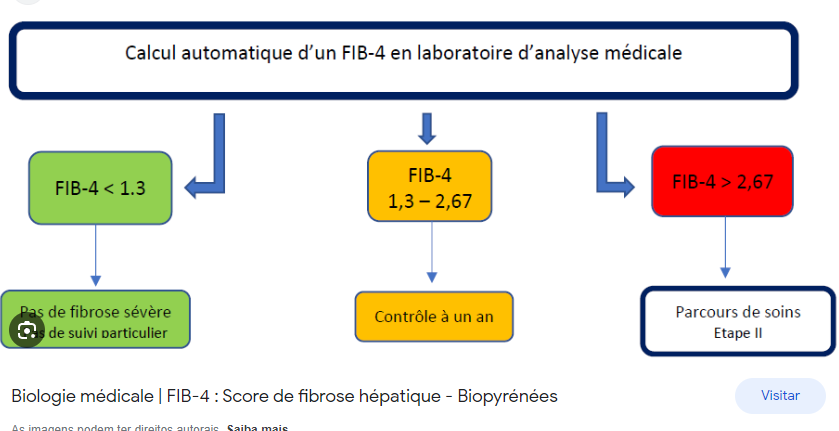 Calcul automatique d'un FIB-4 en laboratoire d'analyse médicale
FIB-4 < 1.3
FIB-4
1,3 – 2,67
FIB-4 > 2,67
Pas de fibrose sévère
de suivi particulier
Contrôle à un an
Parcours de soins
Etape II
Biologie médicale | FIB-4 : Score de fibrose hépatique - Biopyrénées
Visitar
As imagens podem ter direitos autorais. Saiba mais